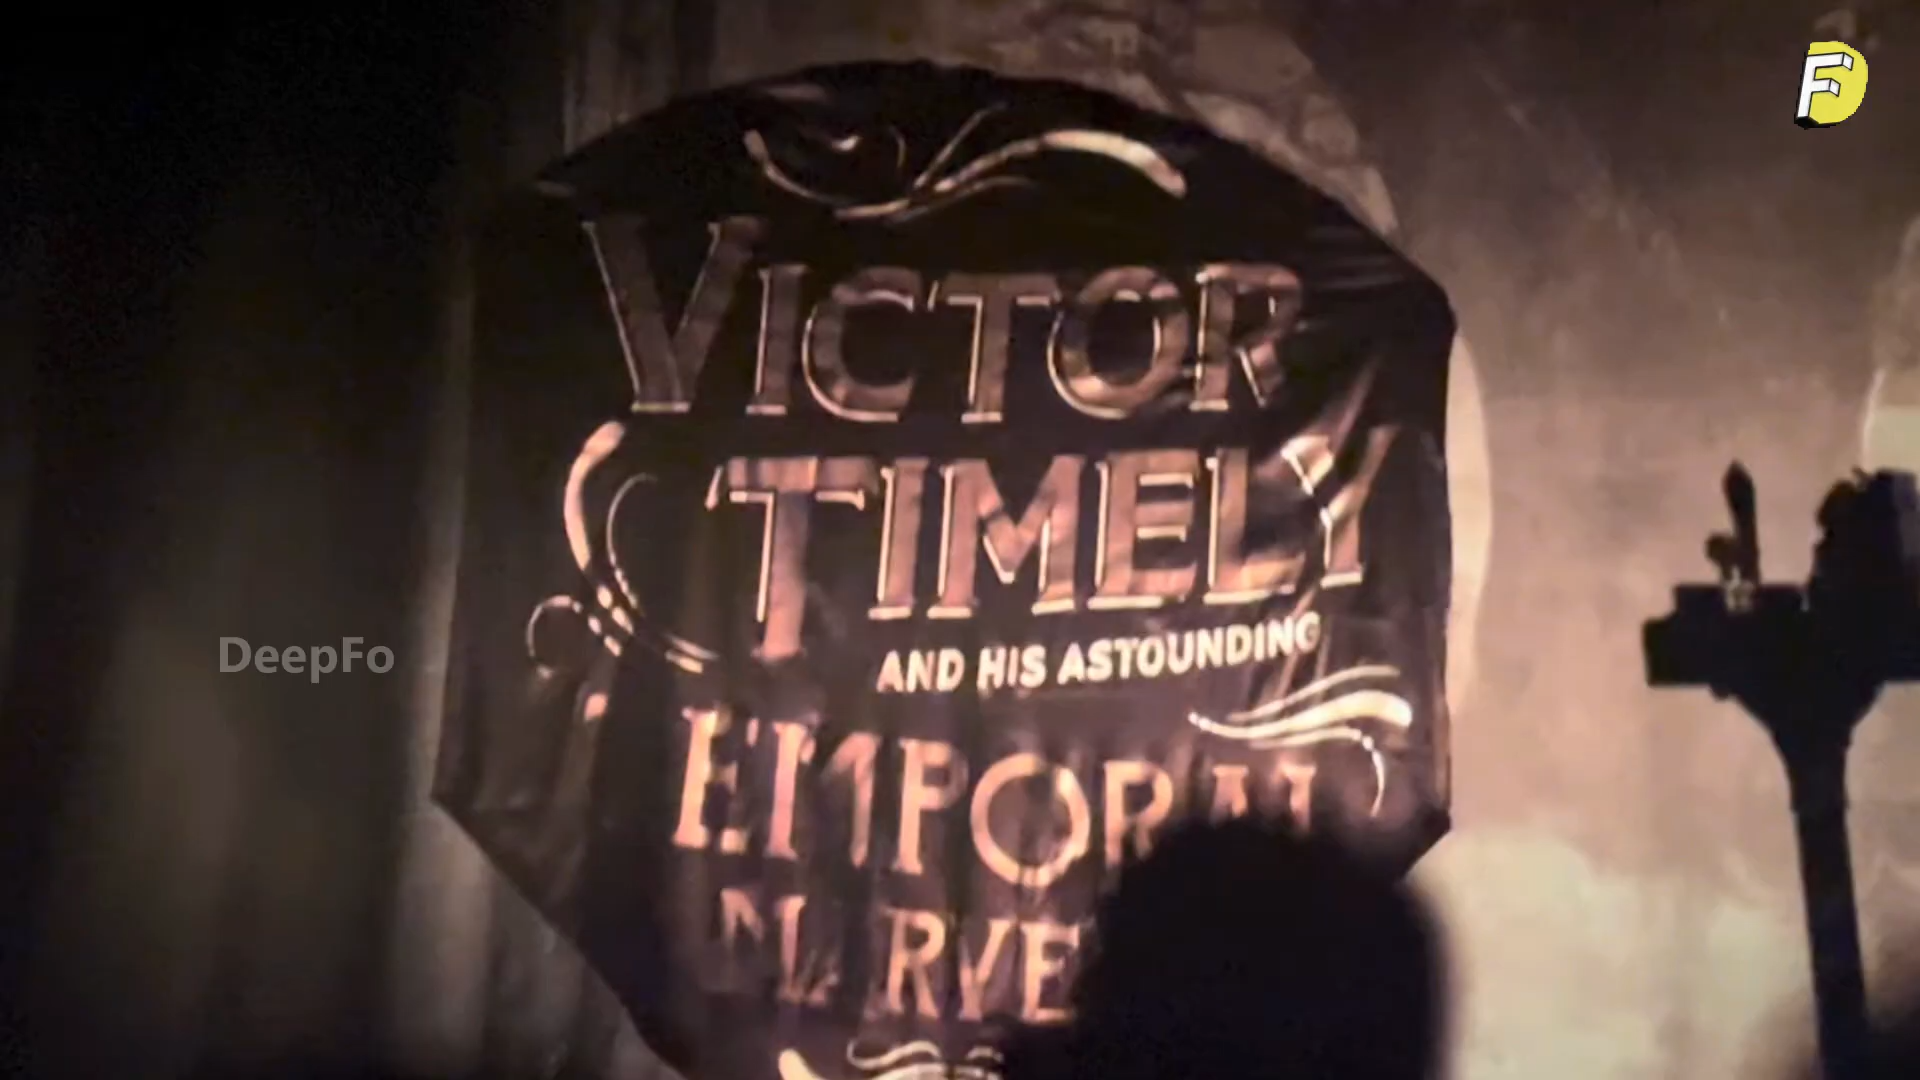 F
VICTOR
TIMELY
AND HIS ASTOUNDING
DeepFo